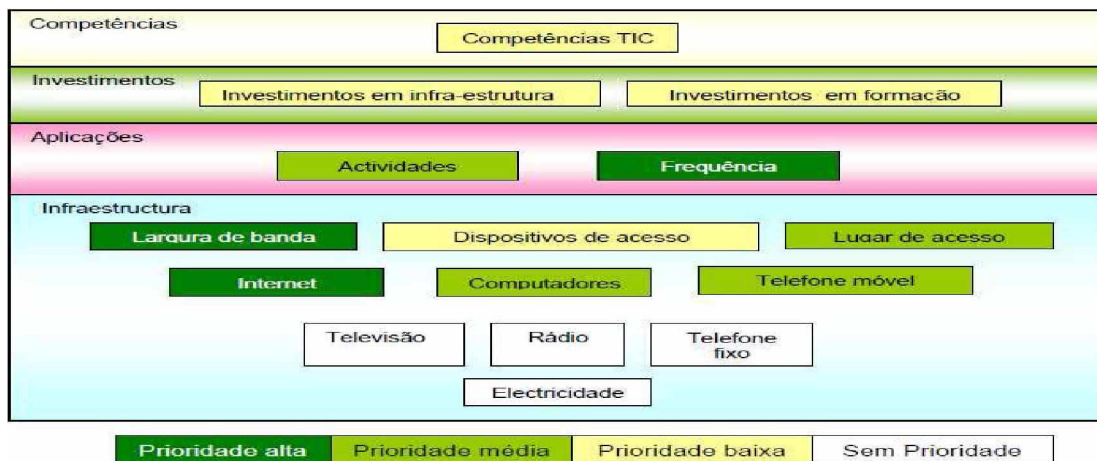 Competências
Competências TIC
Investimentos
Investimentos em infra-estrutura
Investimentos em formacão
Aplicações
Actividades
Frequência
Infraestructura
Largura de banda
Dispositivos de acesso
Lugar de acesso
Internet
Computadores
Telefone móvel
Televisão
Rádio
Telefone
fixo
Electricidade
Prioridade alta
Prioridade média
Prioridade baixa
Sem Prioridade